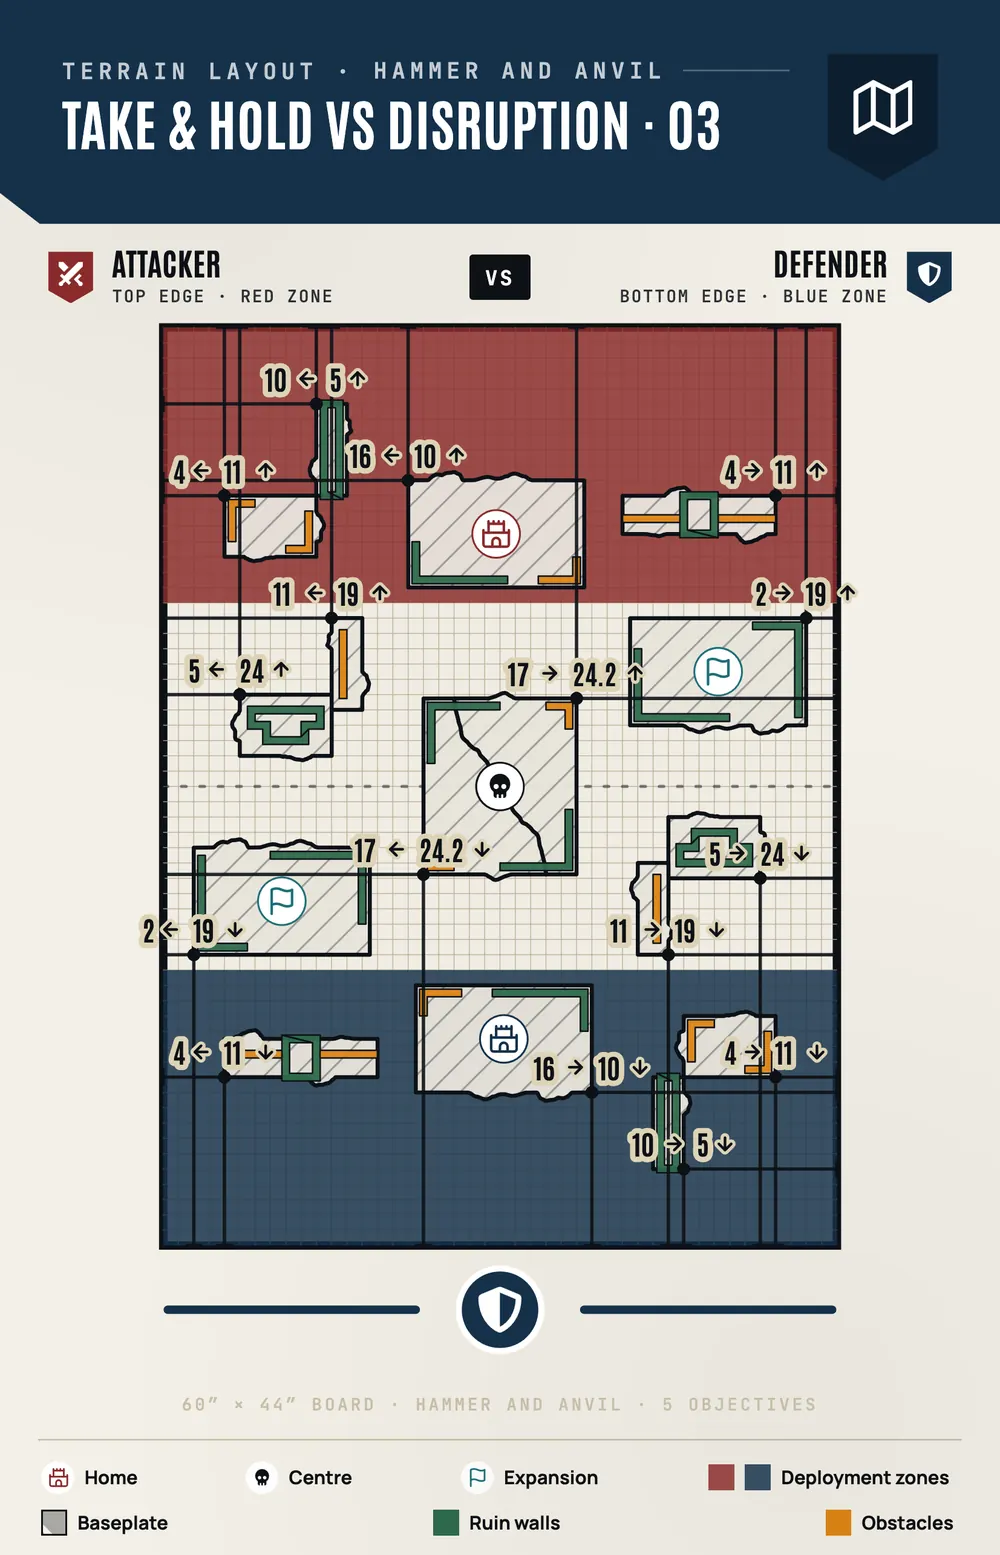 TERRAIN LAYOUT · HAMMER AND ANVIL
TAKE & HOLD VS DISRUPTION · 03
ATTACKER
TOP EDGE · RED ZONE
VS
DEFENDER
BOTTOM EDGE · BLUE ZONE
10 ← 5 ↑
16 ← 10 ↑
4 ← 11 ↑
4 → 11 ↑
11 ← 19 ↑
2 → 19 ↑
5 ← 24 ↑
17 → 24.2 ↑
17 ← 24.2 ↓
5 → 24 ↓
2 ← 19 ↓
11 → 19 ↓
4 ← 11 ↓
4 → 11 ↓
16 → 10 ↓
10 → 5 ↓
60″ × 44″ BOARD · HAMMER AND ANVIL · 5 OBJECTIVES
Home
Centre
Expansion
Deployment zones
Baseplate
Ruin walls
Obstacles